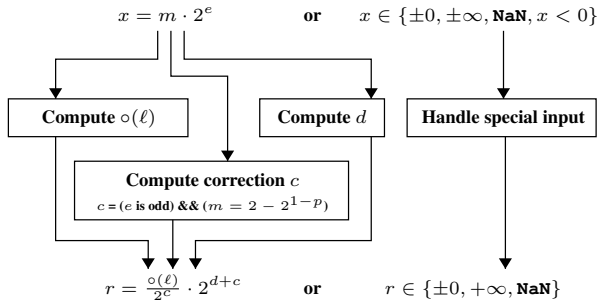 x = m · 2^e or x ∈ {±0, ±∞, NaN, x < 0}
Compute ∘(ℓ) Compute d Handle special input
Compute correction c
c = (e is odd) && (m = 2 − 2^{1−p})
r = ∘(ℓ)/2^c · 2^{d+c} or r ∈ {±0, +∞, NaN}